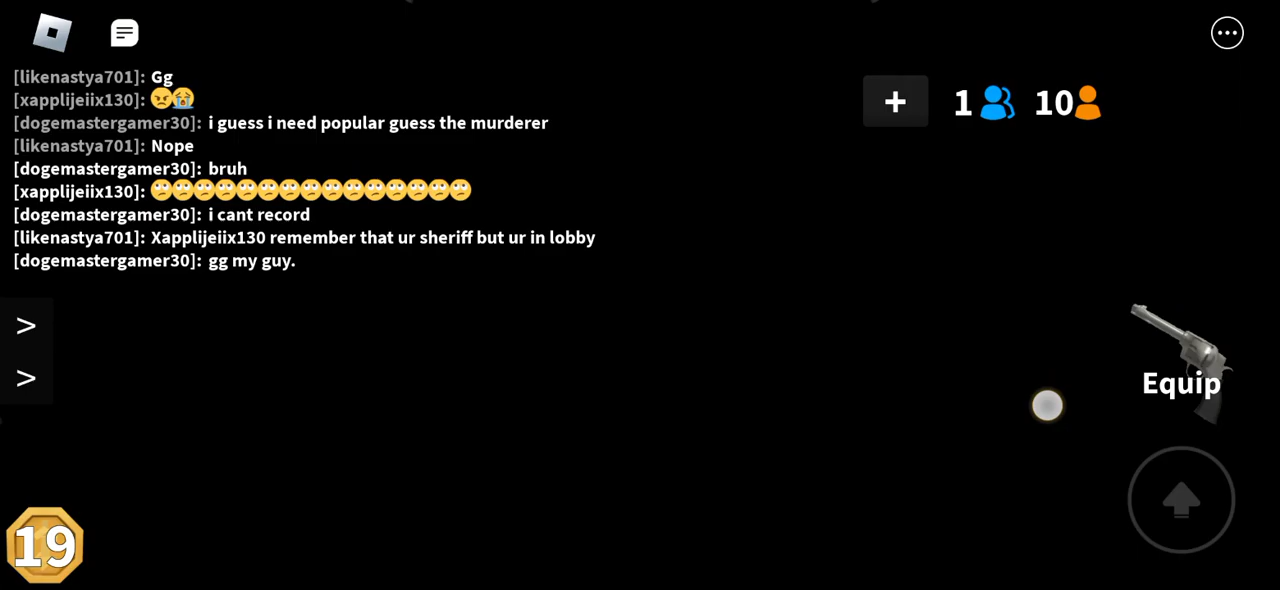 [likenastya701]: Gg
[xapplijeiix130]: 😠😭
[dogemastergamer30]: i guess i need popular guess the murderer
[likenastya701]: Nope
[dogemastergamer30]: bruh
[xapplijeiix130]: 🙄🙄🙄🙄🙄🙄🙄🙄🙄🙄🙄🙄🙄🙄🙄
[dogemastergamer30]: i cant record
[likenastya701]: Xapplijeiix130 remember that ur sheriff but ur in lobby
[dogemastergamer30]: gg my guy.
+ 1 10
>
>
Equip
19